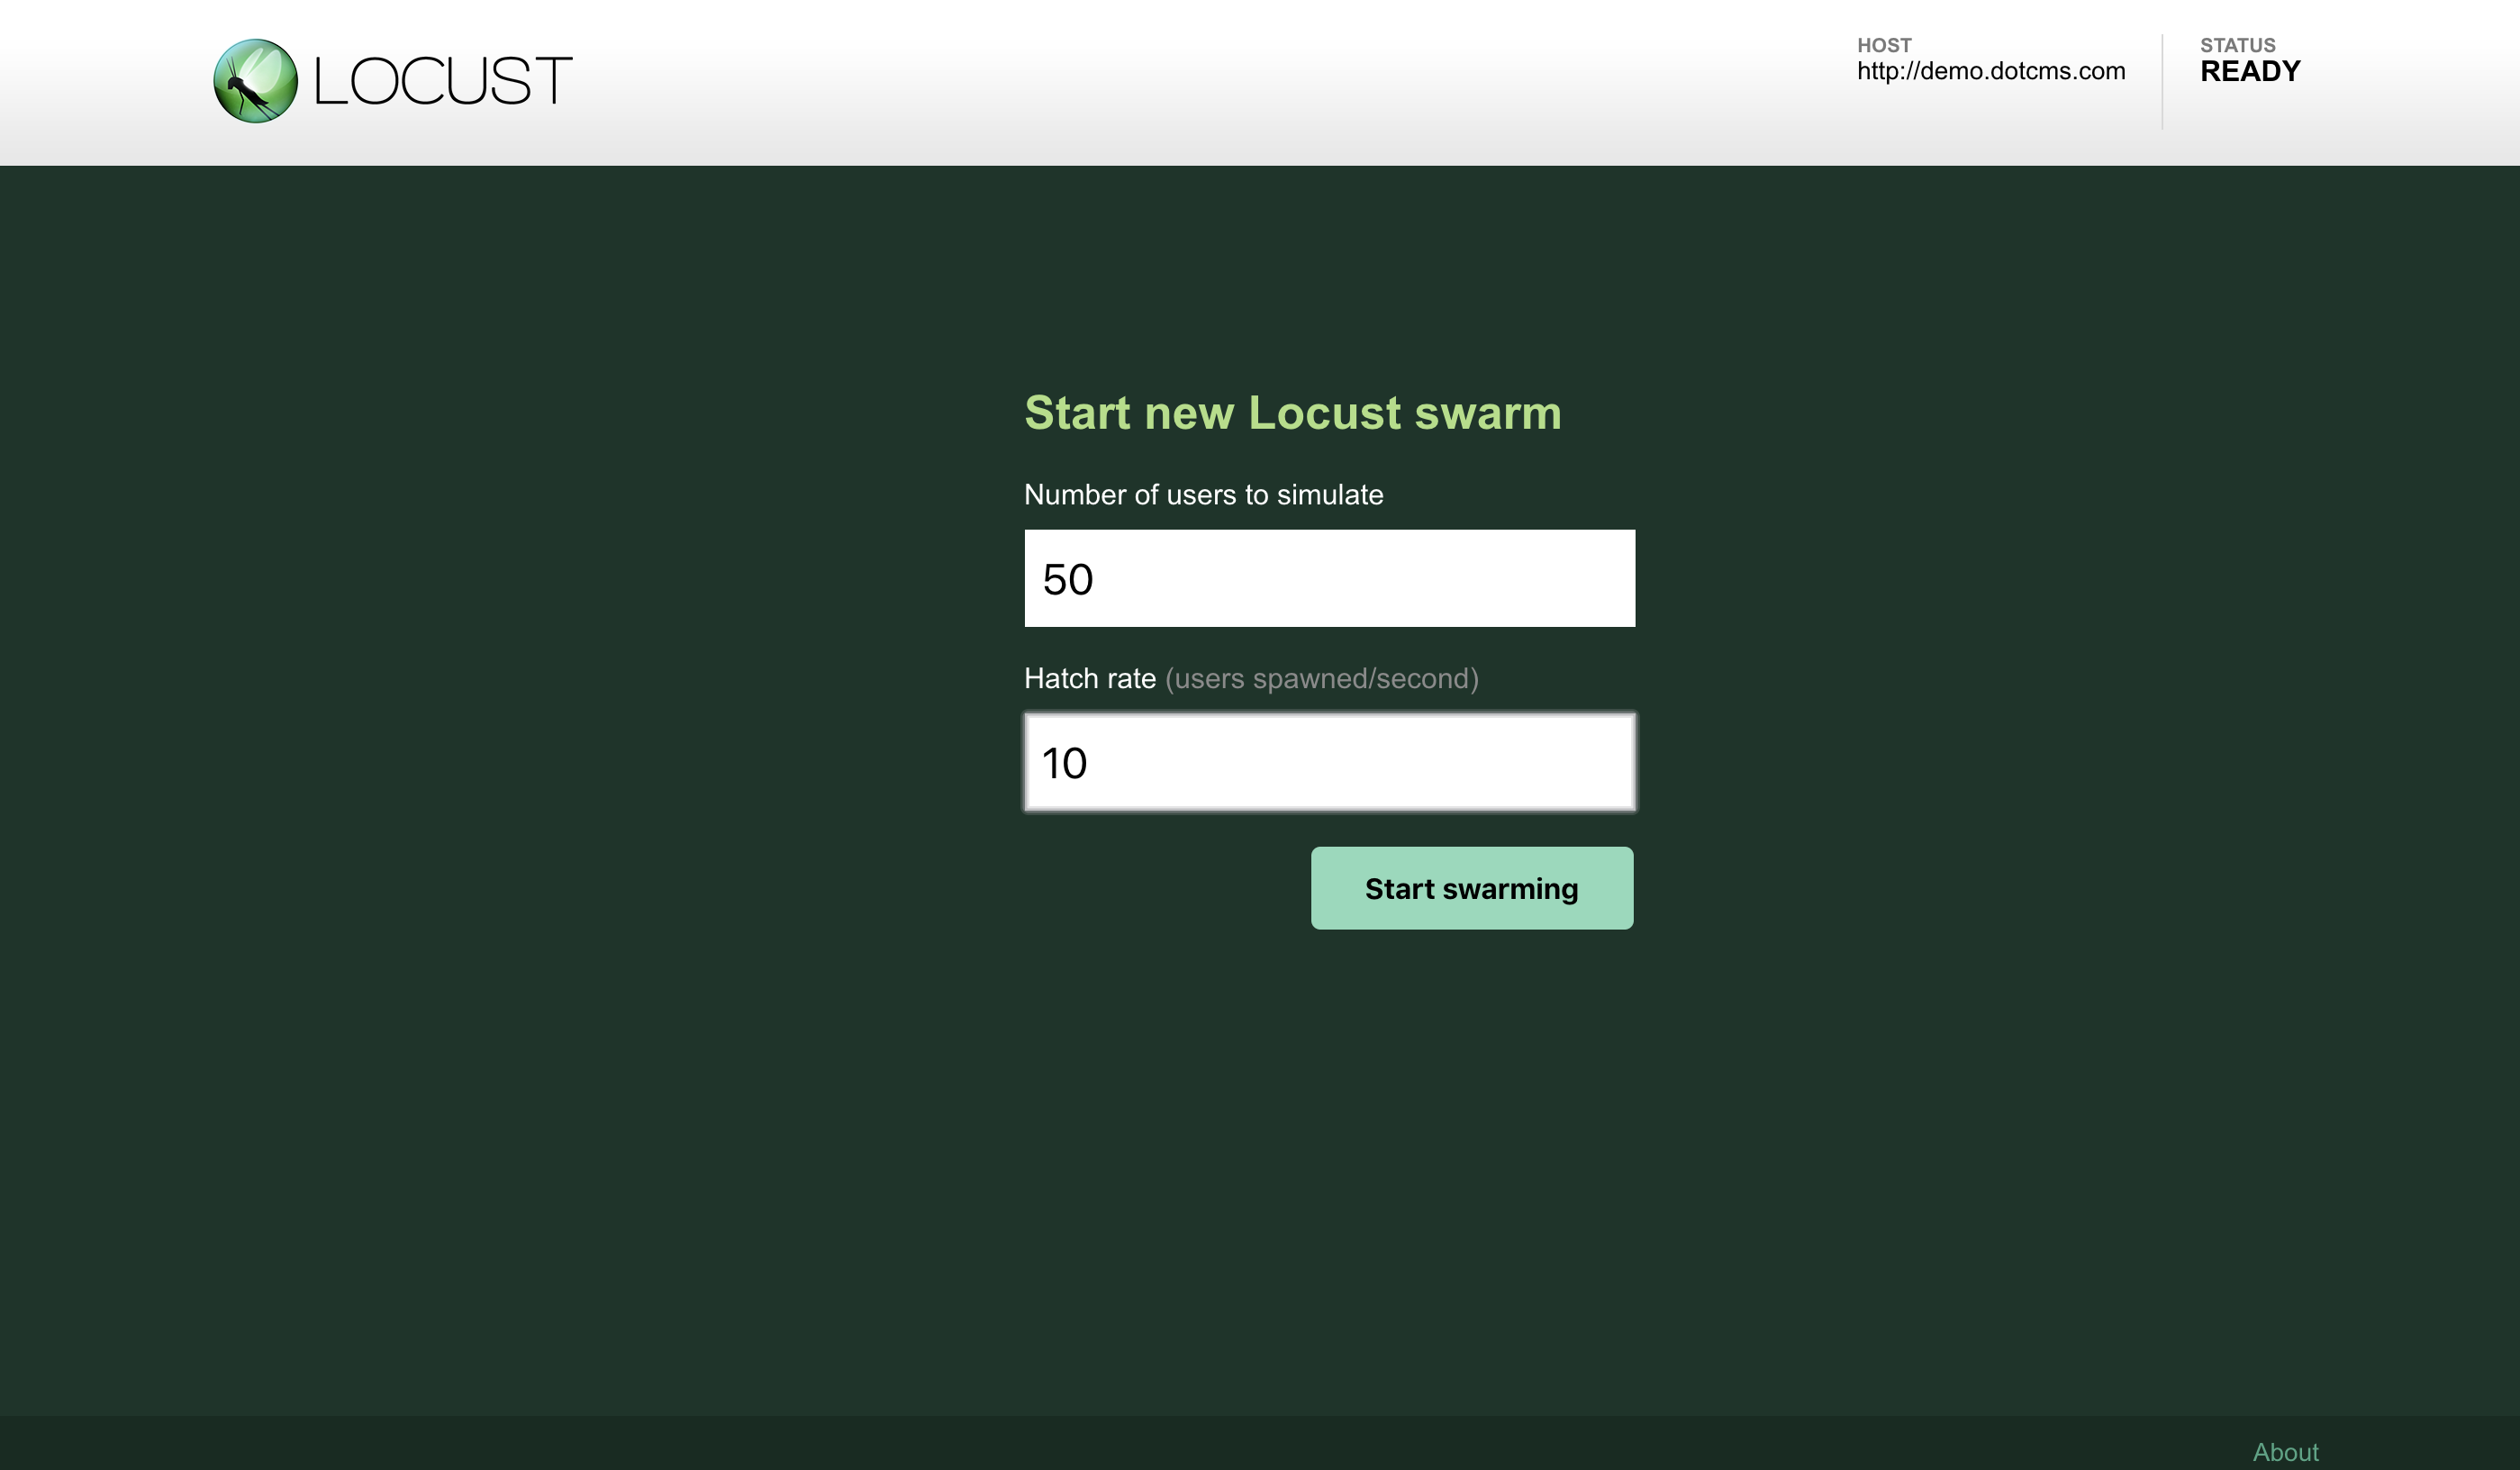 LOCUST
HOST
http://demo.dotcms.com
STATUS
READY
Start new Locust swarm
Number of users to simulate
50
Hatch rate (users spawned/second)
10
Start swarming
About